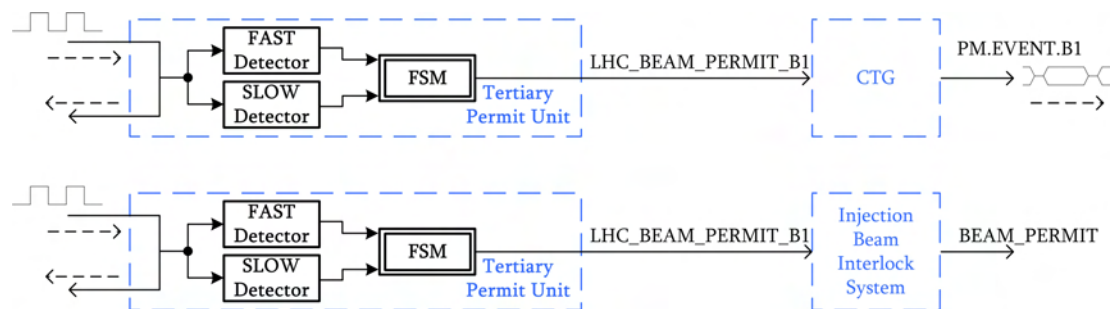 FAST
Detector
SLOW
Detector
FSM
Tertiary
Permit Unit
LHC_BEAM_PERMIT_B1
CTG
PM.EVENT.B1
FAST
Detector
SLOW
Detector
FSM
Tertiary
Permit Unit
LHC_BEAM_PERMIT_B1
Injection
Beam
Interlock
System
BEAM_PERMIT